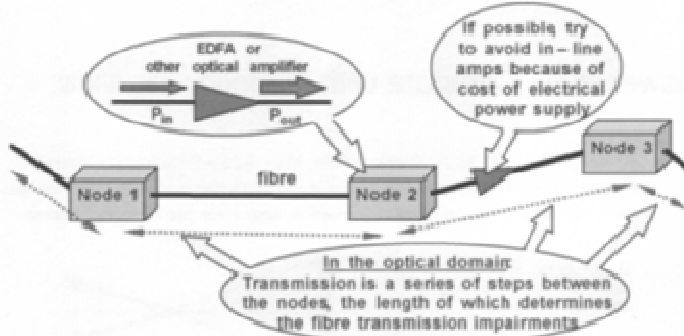 EDFA or
other optical amplifier
Pin
Pout
If possible try
to avoid in-line
amps because of
cost of electrical
power supply
Node 1
fibre
Node 2
Node 3
In the optical domain:
Transmission is a series of steps between
the nodes, the length of which determines
the fibre transmission impairments